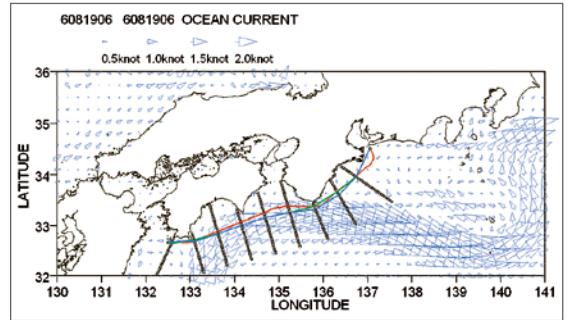 6081906 6081906 OCEAN CURRENT
0.5knot 1.0knot 1.5knot 2.0knot
36
35
34
33
32
LATITUDE
130 131 132 133 134 135 136 137 138 139 140 141
LONGITUDE